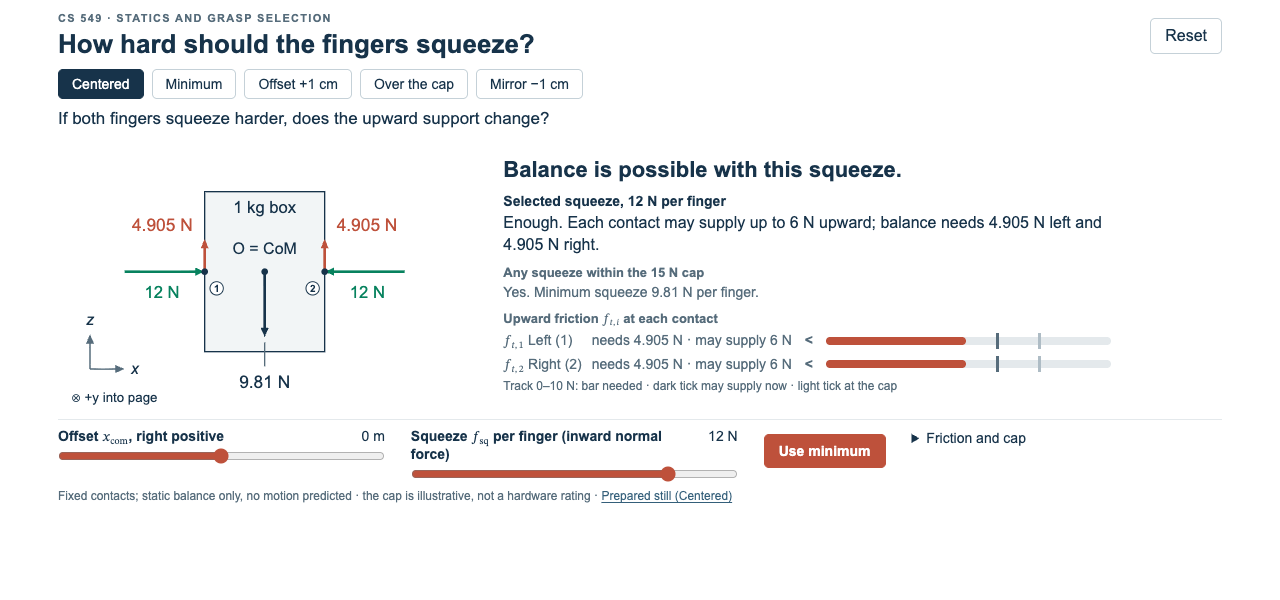 CS 549 · STATICS AND GRASP SELECTION
How hard should the fingers squeeze?
Reset
Centered
Minimum
Offset +1 cm
Over the cap
Mirror −1 cm
If both fingers squeeze harder, does the upward support change?
1 kg box
4.905 N
4.905 N
O = CoM
12 N
①
②
12 N
z
x
9.81 N
⊗ +y into page
Balance is possible with this squeeze.
Selected squeeze, 12 N per finger
Enough. Each contact may supply up to 6 N upward; balance needs 4.905 N left and
4.905 N right.
Any squeeze within the 15 N cap
Yes. Minimum squeeze 9.81 N per finger.
Upward friction f_{t,i} at each contact
f_{t,1} Left (1) needs 4.905 N · may supply 6 N <
f_{t,2} Right (2) needs 4.905 N · may supply 6 N <
Track 0–10 N: bar needed · dark tick may supply now · light tick at the cap
Offset x_{com}, right positive 0 m
Squeeze f_{sq} per finger (inward normal
force)
12 N
Use minimum
▶ Friction and cap
Fixed contacts; static balance only, no motion predicted · the cap is illustrative, not a hardware rating · Prepared still (Centered)